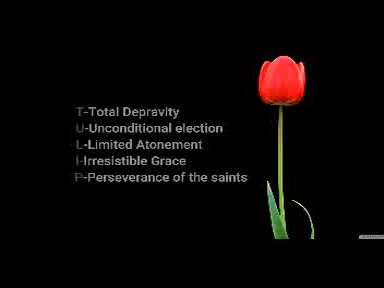 T-Total Depravity
U-Unconditional election
L-Limited Atonement
I-Irresistible Grace
P-Perseverance of the saints